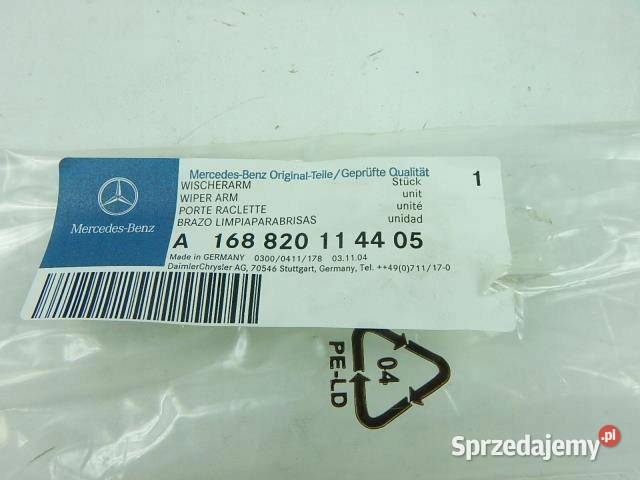 Mercedes-Benz Original-Teile/Geprüfte Qualität
WISCHERARM Stück 1
WIPER ARM unit
PORTE RACLETTE unité
BRAZO LIMPIAPARABRISAS unidad
Mercedes-Benz
A 168 820 11 44 05
Made in GERMANY 0300/0411/178 03.11.04
DaimlerChrysler AG, 70546 Stuttgart, Germany, Tel. ++49(0)711/17-0
04
PE-LD
Sprzedajemy.pl